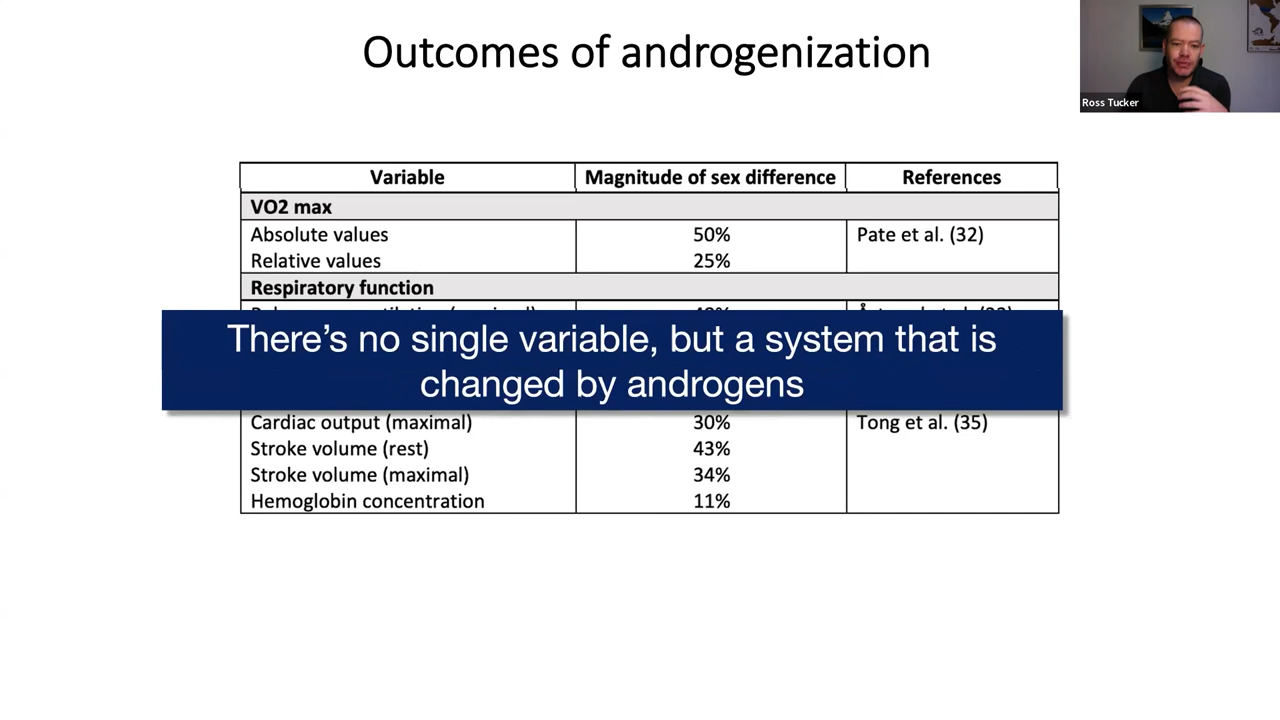 Outcomes of androgenization
Ross Tucker
Variable Magnitude of sex difference References
VO2 max
Absolute values 50% Pate et al. (32)
Relative values 25%
Respiratory function
There's no single variable, but a system that is
changed by androgens
Cardiac output (maximal) 30% Tong et al. (35)
Stroke volume (rest) 43%
Stroke volume (maximal) 34%
Hemoglobin concentration 11%